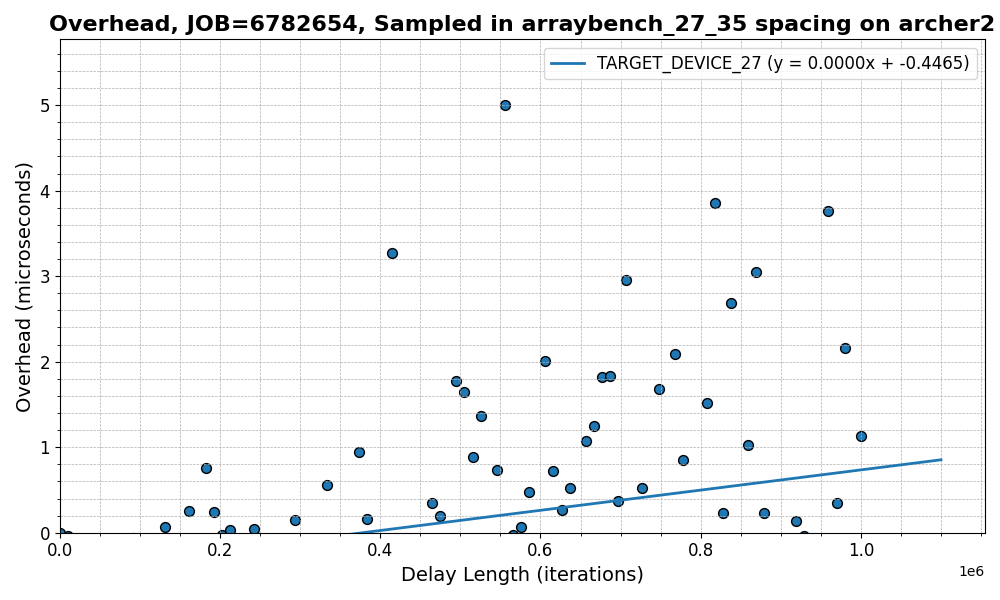 Overhead, JOB=6782654, Sampled in arraybench_27_35 spacing on archer2
TARGET_DEVICE_27 (y = 0.0000x + -0.4465)
Overhead (microseconds)
5
4
3
2
1
0
0.0 0.2 0.4 0.6 0.8 1.0
1e6
Delay Length (iterations)